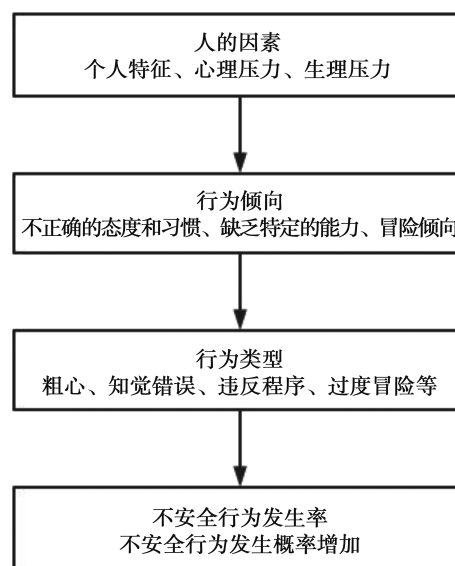 人的因素
个人特征、心理压力、生理压力
行为倾向
不正确的态度和习惯、缺乏特定的能力、冒险倾向
行为类型
粗心、知觉错误、违反程序、过度冒险等
不安全行为发生率
不安全行为发生概率增加